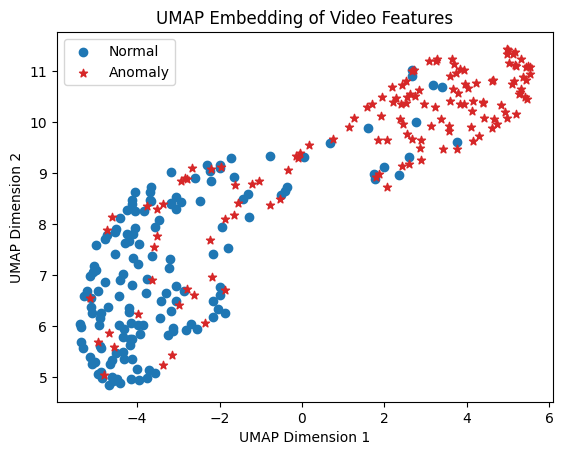 UMAP Embedding of Video Features
Normal
Anomaly
UMAP Dimension 2
11
10
9
8
7
6
5
−4
−2
0
2
4
6
UMAP Dimension 1